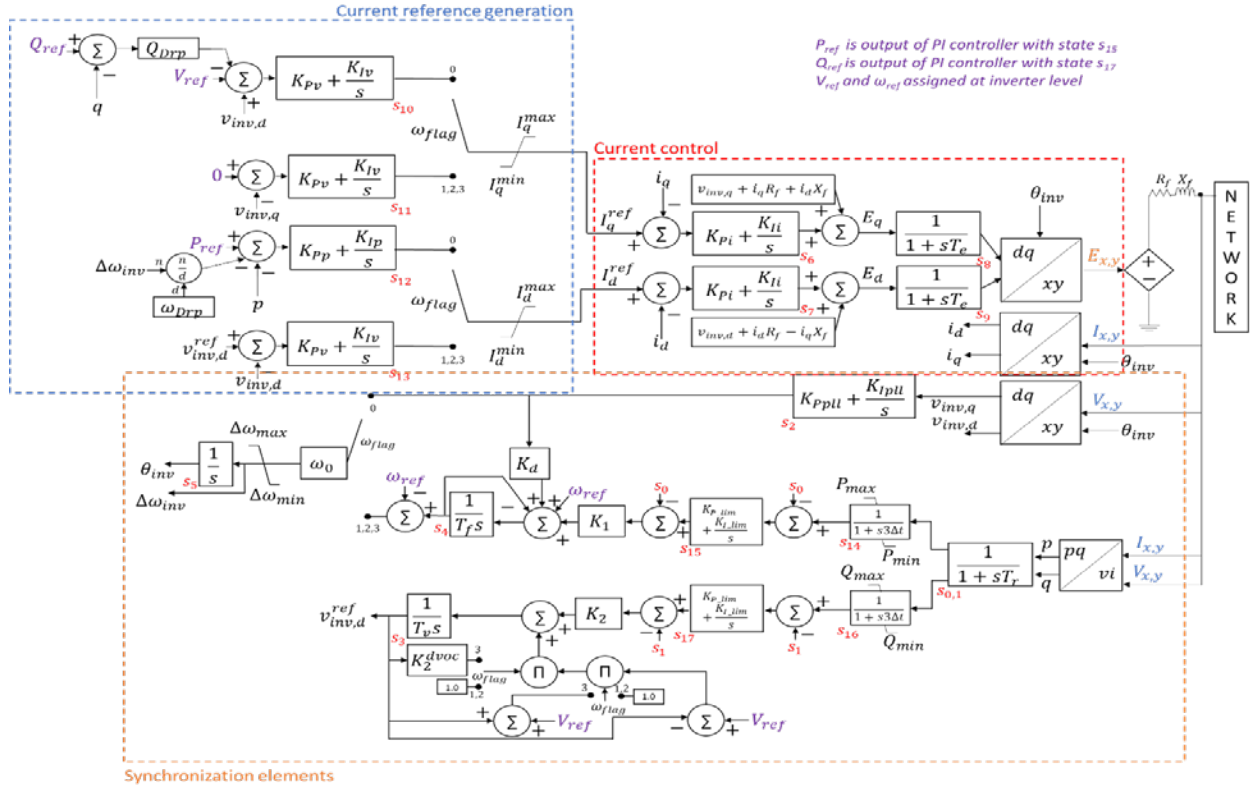 Current reference generation
Q_ref + Σ −
q
Q_Drp
V_ref − − Σ +
v_inv,d
K_Pv + K_Iv/s
s_10
0
ω_flag
I_q^max
I_q^min
P_ref is output of PI controller with state s_15
Q_ref is output of PI controller with state s_17
V_ref and ω_ref assigned at inverter level
0 + Σ −
v_inv,q
K_Pv + K_Iv/s
s_11
1,2,3
P_ref + Σ − −
p
Δω_inv n n/d d
ω_Drp
K_Pp + K_Ip/s
s_12
0
ω_flag
I_d^max
I_d^min
v_inv,d^ref + Σ −
v_inv,d
K_Pv + K_Iv/s
s_13
1,2,3
Current control
i_q
I_q^ref
+ Σ −
K_Pi + K_Ii/s
s_6
v_inv,q + i_q R_f + i_d X_f
+ + Σ
E_q
1/(1 + sT_e)
s_8
I_d^ref
+ Σ −
i_d
K_Pi + K_Ii/s
s_7
v_inv,d + i_d R_f − i_q X_f
+ + Σ
E_d
1/(1 + sT_e)
s_9
θ_inv
dq
xy
E_x,y
R_f X_f
+
−
NETWORK
i_d
i_q
dq
xy
I_x,y
θ_inv
v_inv,q
v_inv,d
dq
xy
V_x,y
θ_inv
K_Ppll + K_Ipll/s
s_2
0
ω_flag
ω_0
Δω_max
Δω_min
1/s
s_5
θ_inv
Δω_inv
K_d
ω_ref
− + Σ
1,2,3
1/(T_f s)
s_4
− + + + Σ
ω_ref
K_1
s_0
− + Σ
s_15
K_P_lim + K_I_lim/s
s_0
− + Σ
P_max
1/(1 + s3Δt)
s_14
P_min
1/(1 + sT_r)
s_0,1
p
q
pq
vi
I_x,y
V_x,y
v_inv,d^ref
1/(T_v s)
s_3
Σ + +
K_2
Σ + −
s_17
s_1
K_P_lim + K_I_lim/s
Σ + −
s_1
Q_max
1/(1 + s3Δt)
s_16
Q_min
K_2^dvoc
3
ω_flag
1.0
1,2
Π
Π
3
ω_flag
1,2
1.0
+ Σ +
V_ref
− Σ +
V_ref
Synchronization elements